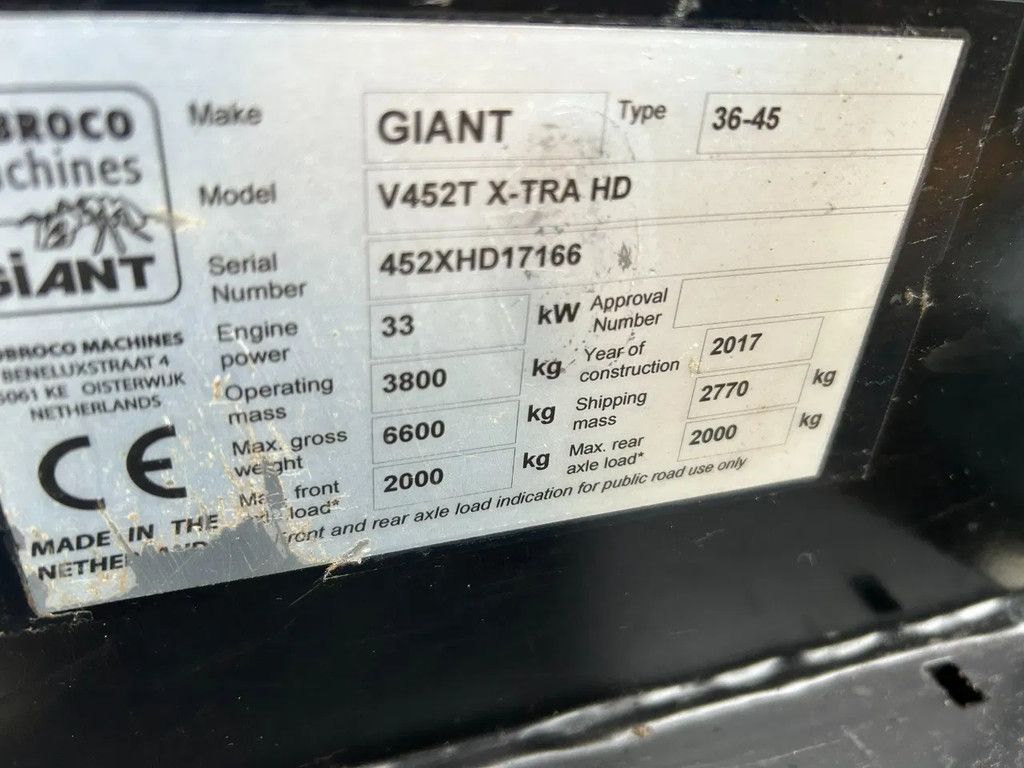 BROCO
chines
GiANT
Make GIANT Type 36-45
Model V452T X-TRA HD
Serial Number 452XHD17166
Engine power 33 kW Approval Number
Operating mass 3800 kg Year of construction 2017
Max. gross weight 6600 kg Shipping mass 2770 kg
Max. front load* 2000 kg Max. rear axle load* 2000 kg
front and rear axle load indication for public road use only
BROCO MACHINES
BENELUXSTRAAT 4
5061 KE OISTERWIJK
NETHERLANDS
CE
MADE IN THE